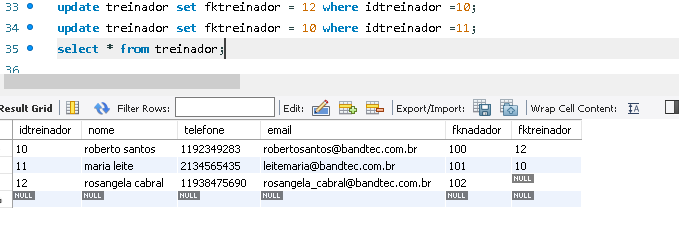 33 update treinador set fktreinador = 12 where idtreinador =10;
34 update treinador set fktreinador = 10 where idtreinador =11;
35 select * from treinador;
36
Result Grid Filter Rows: Edit: Export/Import: Wrap Cell Content: IA
idtreinador nome telefone email fknadador fktreinador
10 roberto santos 1192349283 robertosantos@bandtec.com.br 100 12
11 maria leite 2134565435 leitemaria@bandtec.com.br 101 10
12 rosangela cabral 11938475690 rosangela_cabral@bandtec.com.br 102 NULL
NULL NULL NULL NULL NULL NULL